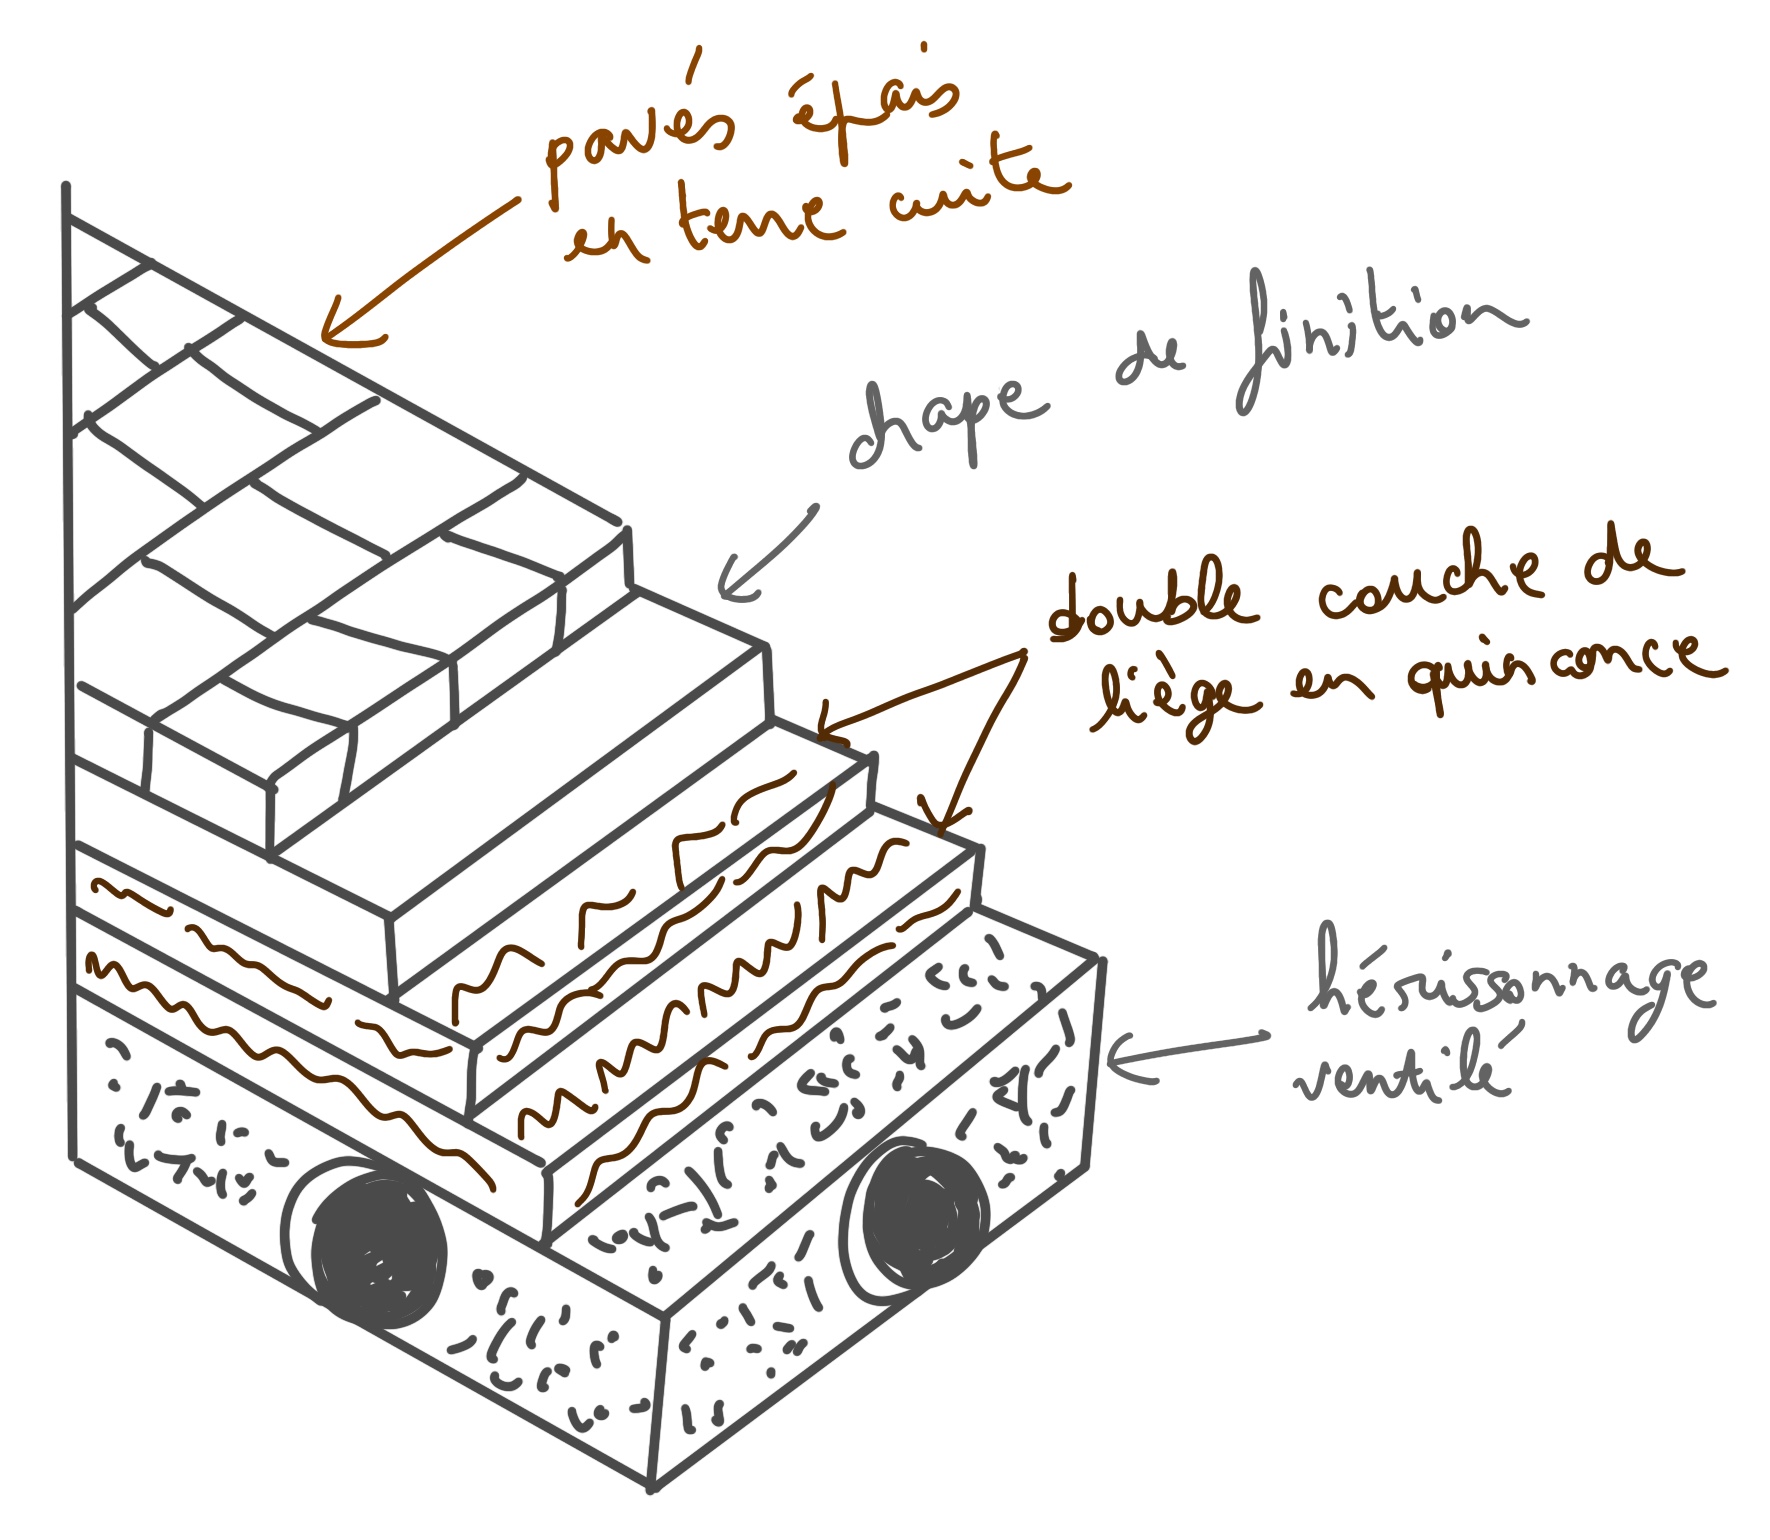 pavés épais
en terre cuite
chape de finition
double couche de
liège en quinconce
hérissonnage
ventilé